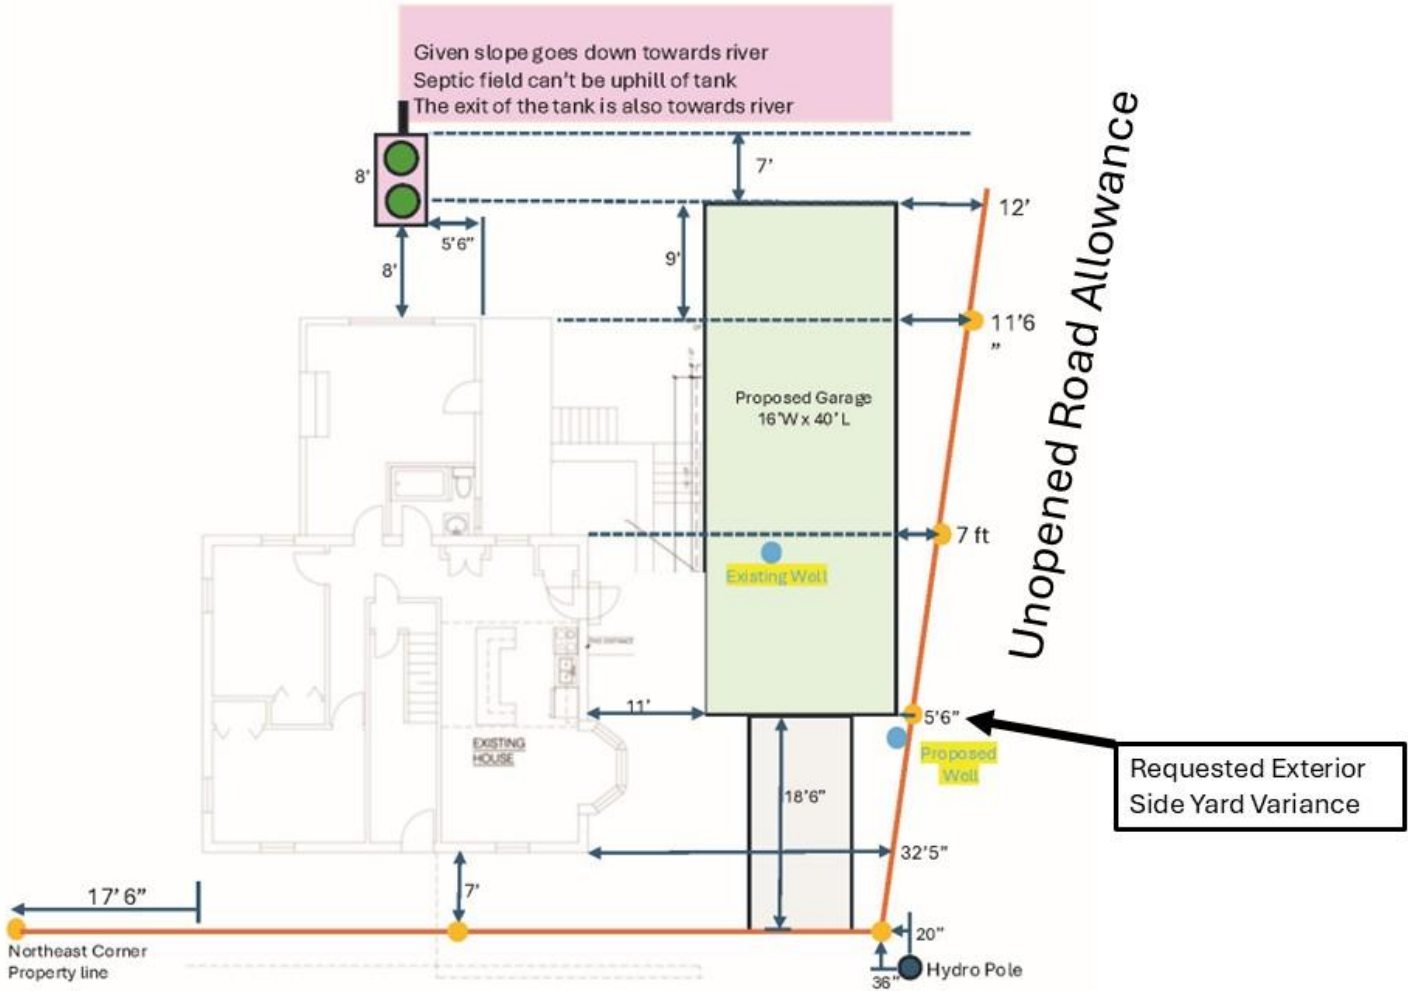 Given slope goes down towards river
Septic field can't be uphill of tank
The exit of the tank is also towards river
8'
7'
12'
5'6"
8'
9'
11'6
"
Proposed Garage
16'W x 40' L
Unopened Road Allowance
7 ft
Existing Well
11'
5'6"
Proposed
Well
Requested Exterior
Side Yard Variance
EXISTING
HOUSE
18'6"
32'5"
17'6"
7'
20"
Northeast Corner
Property line
Hydro Pole
36"